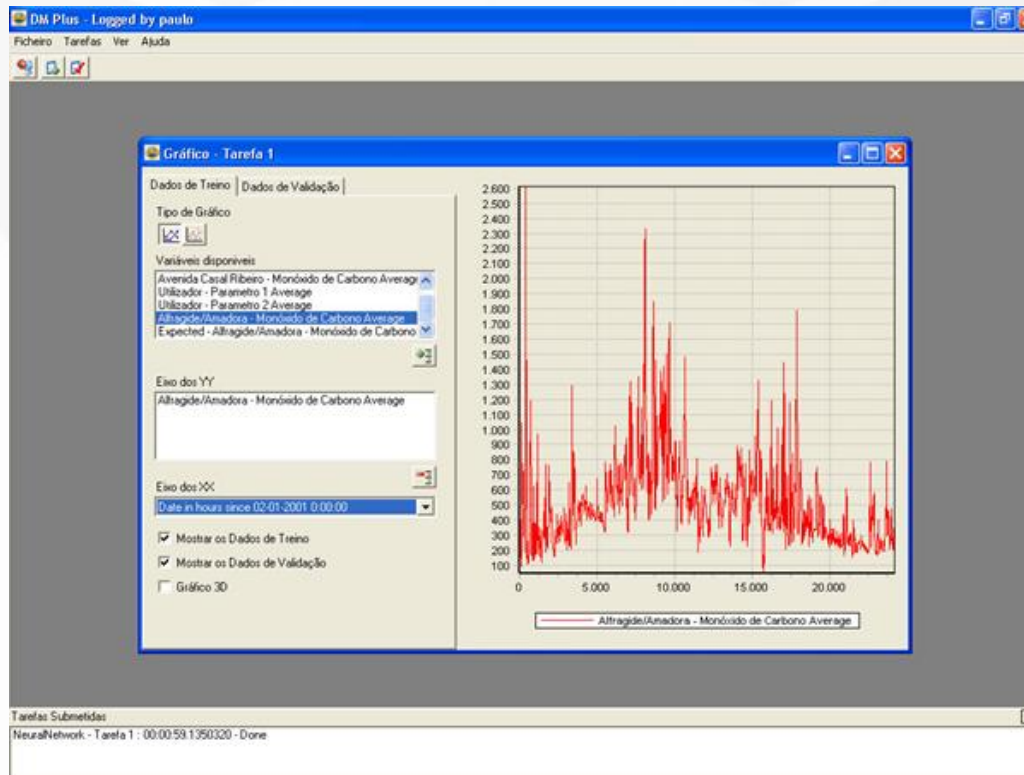 DM Plus - Logged by paulo
Ficheiro Tarefas Ver Ajuda
Gráfico - Tarefa 1
Dados de Treino Dados de Validação
Tipo de Gráfico
Variáveis disponiveis
Avenida Casal Ribeiro - Monóxido de Carbono Average
Utilizador - Parametro 1 Average
Utilizador - Parametro 2 Average
Alfragide/Amadora - Monóxido de Carbono Average
Expected - Alfragide/Amadora - Monóxido de Carbono
Eixo dos YY
Alfragide/Amadora - Monóxido de Carbono Average
Eixo dos XX
Date in hours since 02-01-2001 0:00:00
Mostrar os Dados de Treino
Mostrar os Dados de Validação
Gráfico 3D
2.600
2.500
2.400
2.300
2.200
2.100
2.000
1.900
1.800
1.700
1.600
1.500
1.400
1.300
1.200
1.100
1.000
900
800
700
600
500
400
300
200
100
0 5.000 10.000 15.000 20.000
Alfragide/Amadora - Monóxido de Carbono Average
Tarefas Submetidas
NeuralNetwork - Tarefa 1 : 00:00:59.1350320 - Done